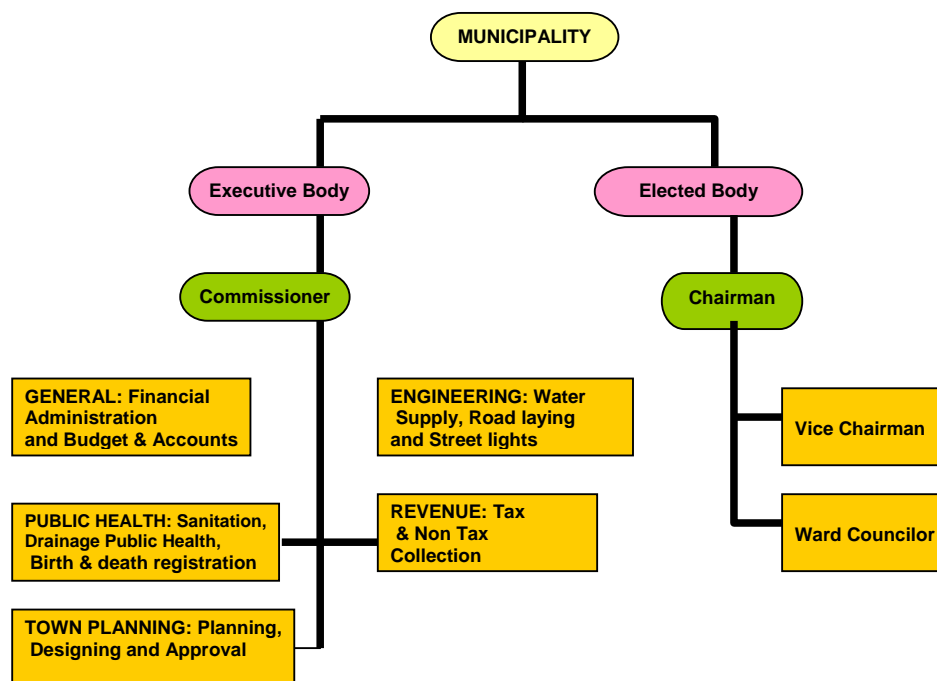 MUNICIPALITY
Executive Body
Elected Body
Commissioner
Chairman
GENERAL: Financial
Administration
and Budget & Accounts
ENGINEERING: Water
Supply, Road laying
and Street lights
Vice Chairman
PUBLIC HEALTH: Sanitation,
Drainage Public Health,
Birth & death registration
REVENUE: Tax
& Non Tax
Collection
Ward Councilor
TOWN PLANNING: Planning,
Designing and Approval